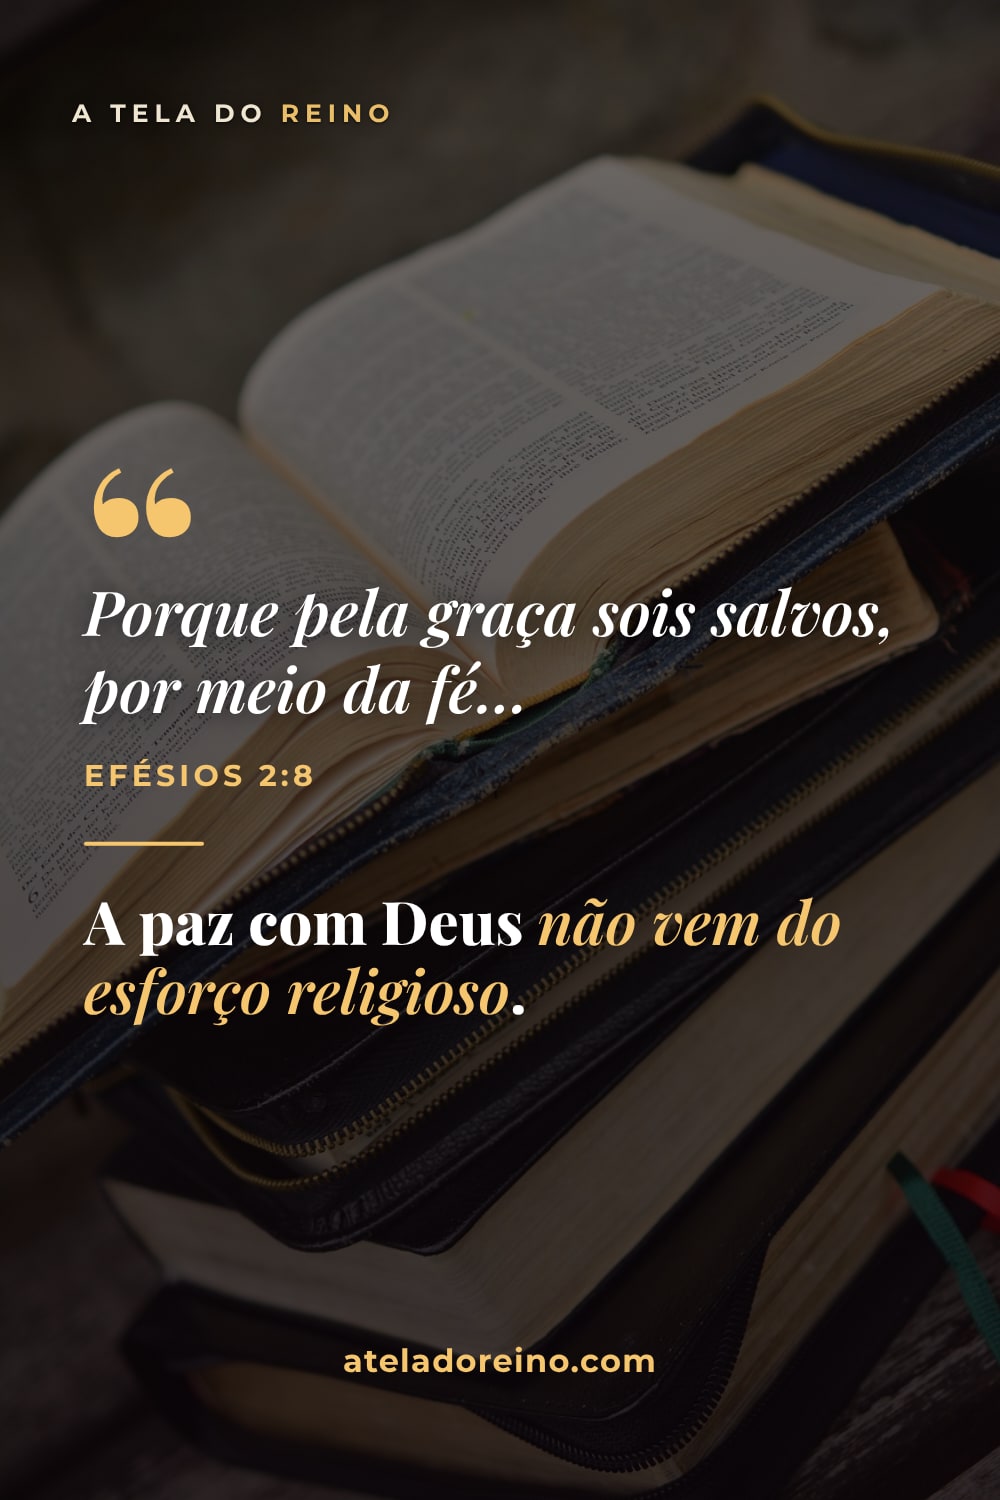 A TELA DO REINO
“
Porque pela graça sois salvos,
por meio da fé...
EFÉSIOS 2:8
A paz com Deus não vem do
esforço religioso.
ateladoreino.com